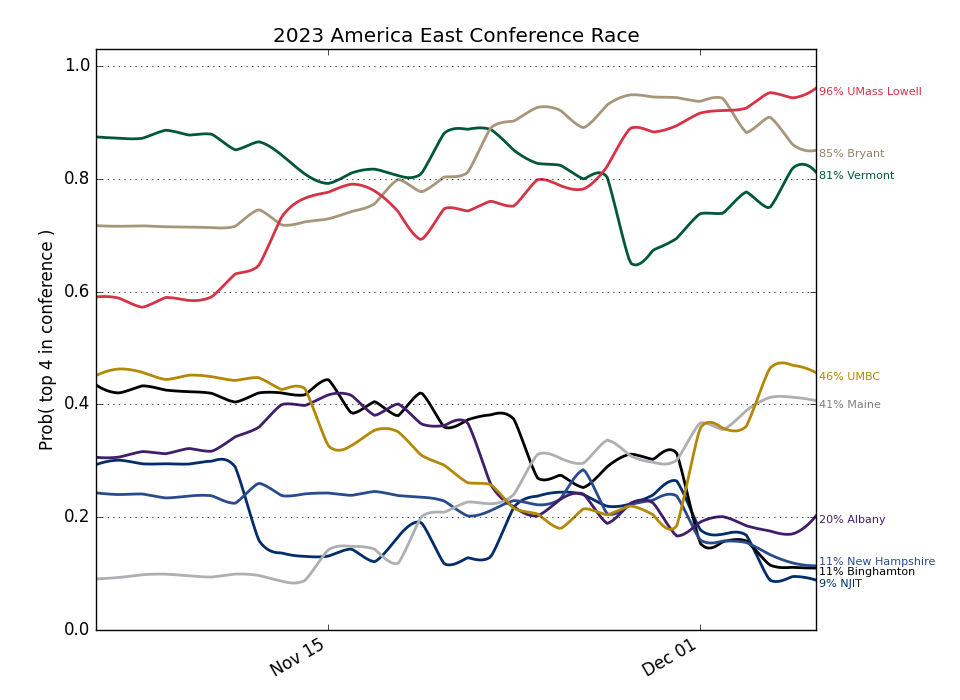 2023 America East Conference Race
1.0
0.8
0.6
0.4
0.2
0.0
Prob( top 4 in conference )
Nov 15
Dec 01
96% UMass Lowell
85% Bryant
81% Vermont
46% UMBC
41% Maine
20% Albany
11% New Hampshire
11% Binghamton
9% NJIT